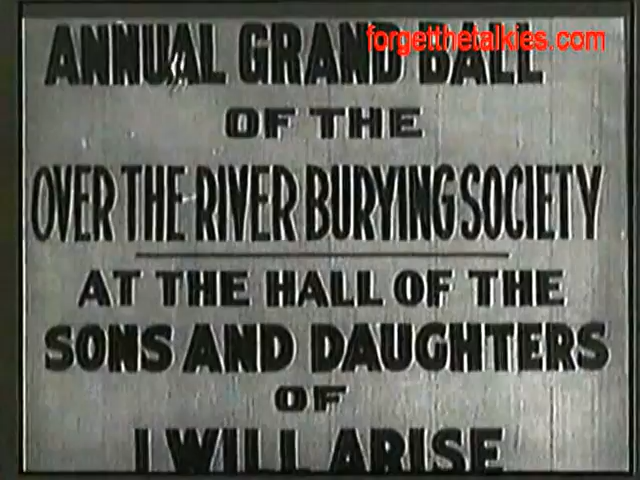 forgetthetalkies.com
ANNUAL GRAND BALL
OF THE
OVER THE RIVER BURYING SOCIETY
AT THE HALL OF THE
SONS AND DAUGHTERS
OF
I WILL ARISE